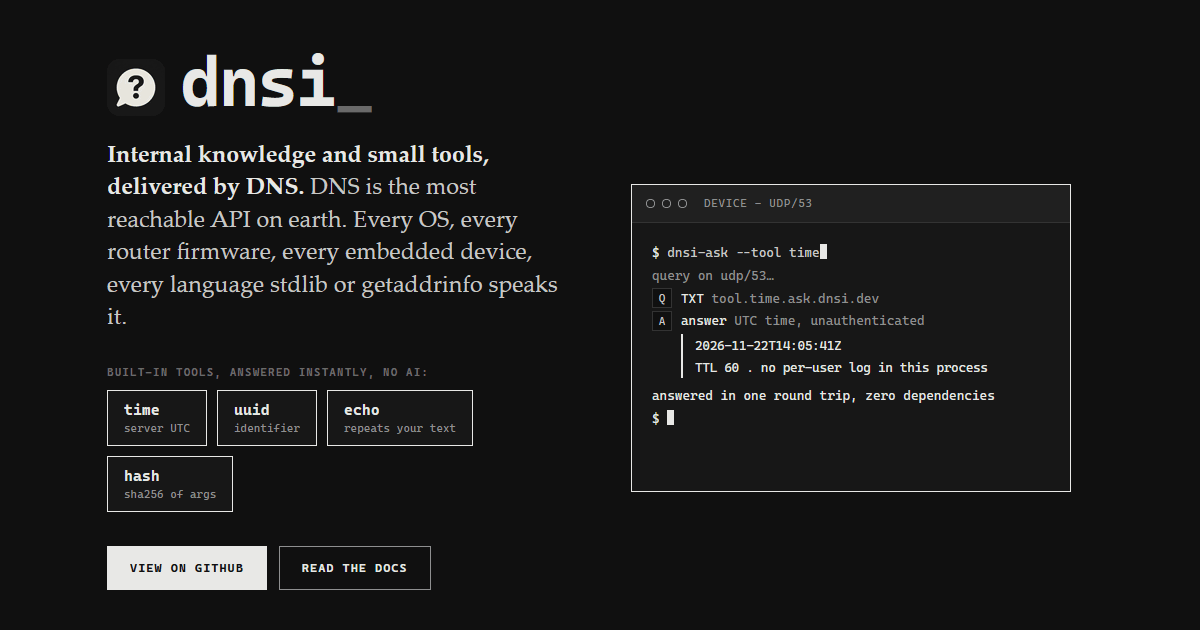 ?
dnsi_
Internal knowledge and small tools,
delivered by DNS. DNS is the most
reachable API on earth. Every OS, every
router firmware, every embedded device,
every language stdlib or getaddrinfo speaks
it.
BUILT-IN TOOLS, ANSWERED INSTANTLY, NO AI:
time
server UTC
uuid
identifier
echo
repeats your text
hash
sha256 of args
VIEW ON GITHUB
READ THE DOCS
DEVICE - UDP/53
$ dnsi-ask --tool time
query on udp/53…
Q TXT tool.time.ask.dnsi.dev
A answer UTC time, unauthenticated
2026-11-22T14:05:41Z
TTL 60 . no per-user log in this process
answered in one round trip, zero dependencies
$